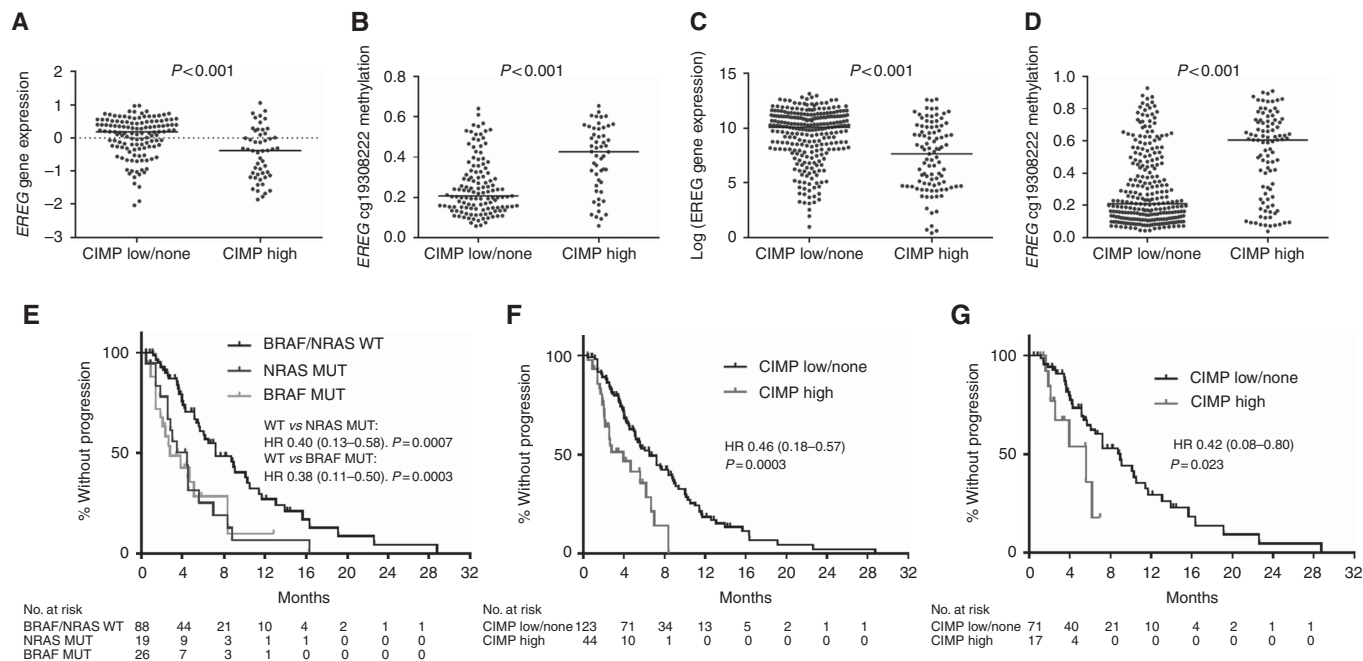 A
P<0.001
EREG gene expression
2
1
0
−1
−2
−3
CIMP low/none
CIMP high
B
P<0.001
EREG cg19308222 methylation
0.8
0.6
0.4
0.2
0.0
CIMP low/none
CIMP high
C
P<0.001
Log (EREG gene expression)
15
10
5
0
CIMP low/none
CIMP high
D
P<0.001
EREG cg19308222 methylation
1.0
0.8
0.6
0.4
0.2
0.0
CIMP low/none
CIMP high
E
% Without progression
100
50
0
BRAF/NRAS WT
NRAS MUT
BRAF MUT
WT vs NRAS MUT:
HR 0.40 (0.13–0.58). P=0.0007
WT vs BRAF MUT:
HR 0.38 (0.11–0.50). P=0.0003
0 4 8 12 16 20 24 28 32
Months
No. at risk
BRAF/NRAS WT 88 44 21 10 4 2 1 1
NRAS MUT 19 9 3 1 1 0 0 0
BRAF MUT 26 7 3 1 0 0 0 0
F
% Without progression
100
50
0
CIMP low/none
CIMP high
HR 0.46 (0.18–0.57)
P=0.0003
0 4 8 12 16 20 24 28 32
Months
No. at risk
CIMP low/none 123 71 34 13 5 2 1 1
CIMP high 44 10 1 0 0 0 0 0
G
% Without progression
100
50
0
CIMP low/none
CIMP high
HR 0.42 (0.08–0.80)
P=0.023
0 4 8 12 16 20 24 28 32
Months
No. at risk
CIMP low/none 71 40 21 10 4 2 1 1
CIMP high 17 4 0 0 0 0 0 0